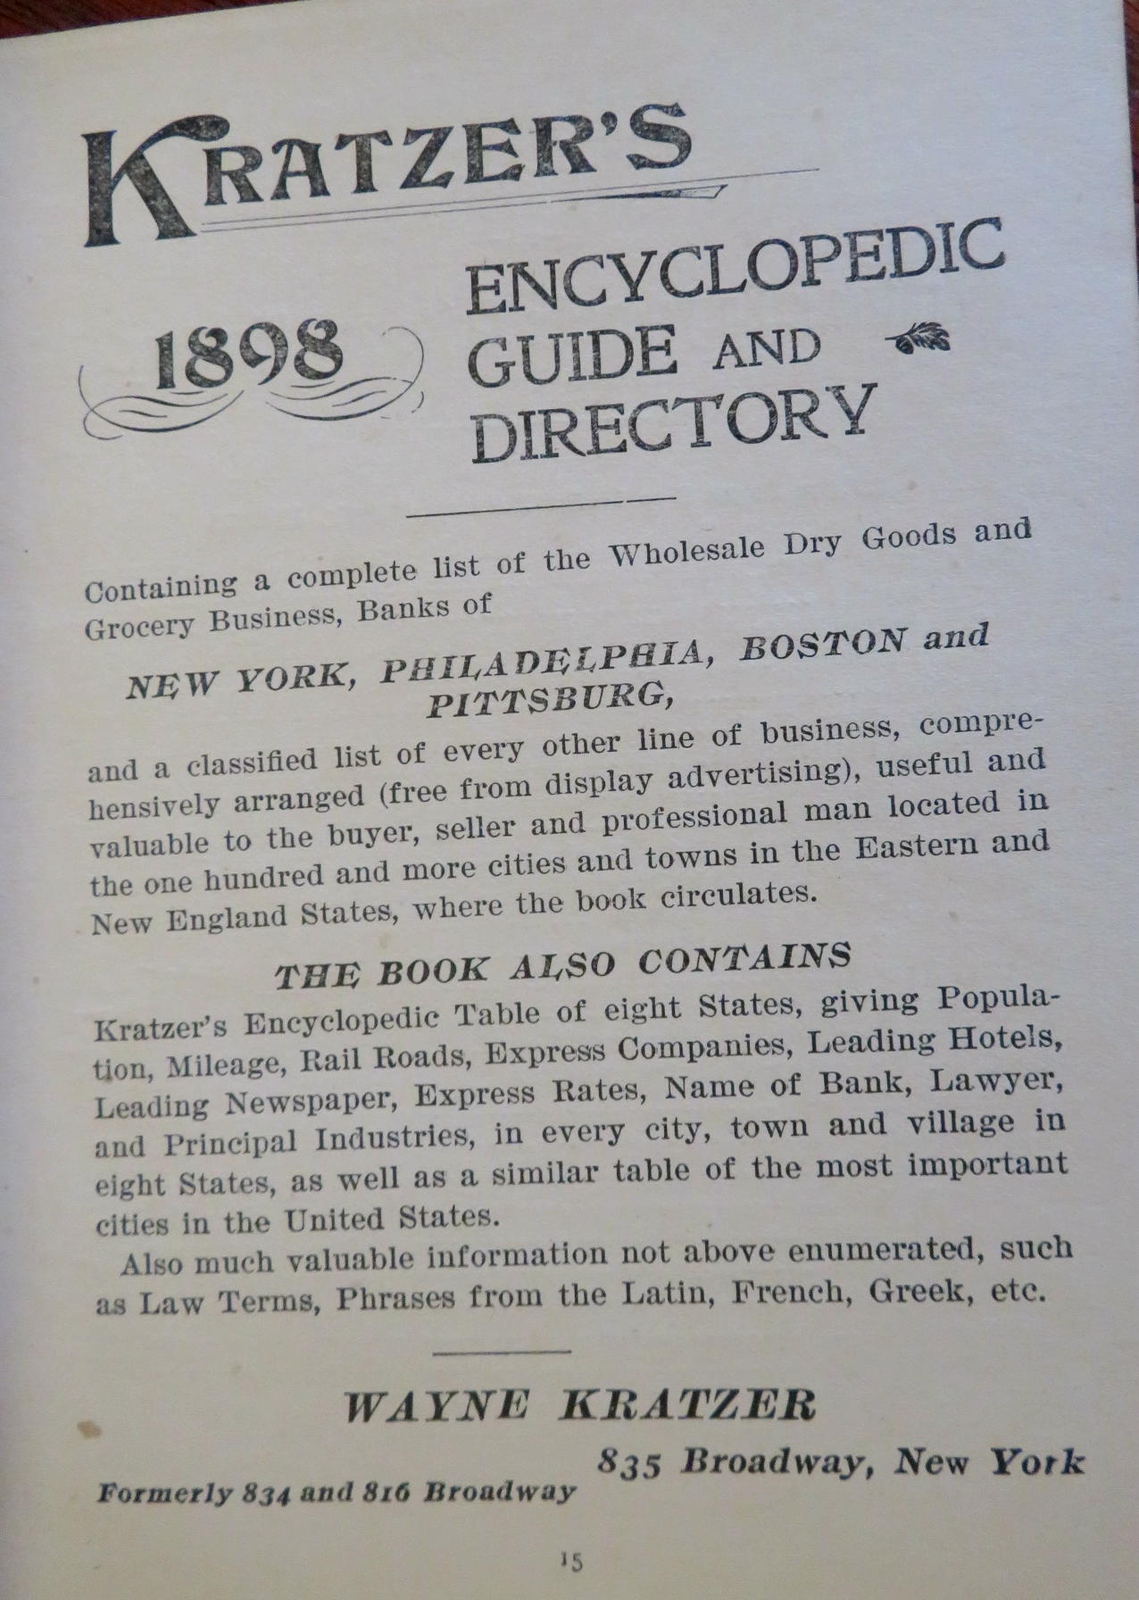 KRATZER'S
1898
ENCYCLOPEDIC
GUIDE AND
DIRECTORY
Containing a complete list of the Wholesale Dry Goods and
Grocery Business, Banks of
NEW YORK, PHILADELPHIA, BOSTON and
PITTSBURG,
and a classified list of every other line of business, compre-
hensively arranged (free from display advertising), useful and
valuable to the buyer, seller and professional man located in
the one hundred and more cities and towns in the Eastern and
New England States, where the book circulates.
THE BOOK ALSO CONTAINS
Kratzer's Encyclopedic Table of eight States, giving Popula-
tion, Mileage, Rail Roads, Express Companies, Leading Hotels,
Leading Newspaper, Express Rates, Name of Bank, Lawyer,
and Principal Industries, in every city, town and village in
eight States, as well as a similar table of the most important
cities in the United States.
Also much valuable information not above enumerated, such
as Law Terms, Phrases from the Latin, French, Greek, etc.
WAYNE KRATZER
835 Broadway, New York
Formerly 834 and 816 Broadway
15